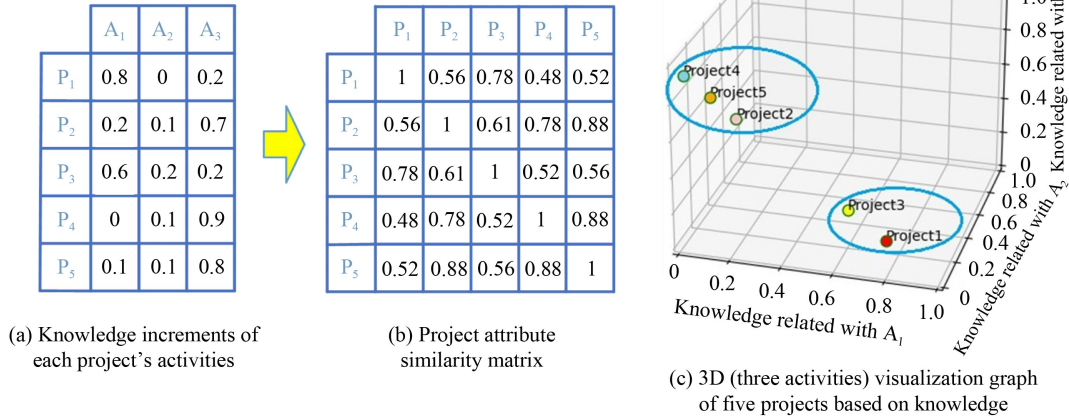 A1 A2 A3
P1 0.8 0 0.2
P2 0.2 0.1 0.7
P3 0.6 0.2 0.2
P4 0 0.1 0.9
P5 0.1 0.1 0.8
(a) Knowledge increments of
each project's activities
P1 P2 P3 P4 P5
P1 1 0.56 0.78 0.48 0.52
P2 0.56 1 0.61 0.78 0.88
P3 0.78 0.61 1 0.52 0.56
P4 0.48 0.78 0.52 1 0.88
P5 0.52 0.88 0.56 0.88 1
(b) Project attribute
similarity matrix
Project4
Project5
Project2
Project3
Project1
1.0
0.8
0.6
0.4
0.2
0
Knowledge related with
1.0
0.8
0.6
0.4
0.2
0
Knowledge related with A2
0 0.2 0.4 0.6 0.8 1.0
Knowledge related with A1
(c) 3D (three activities) visualization graph
of five projects based on knowledge